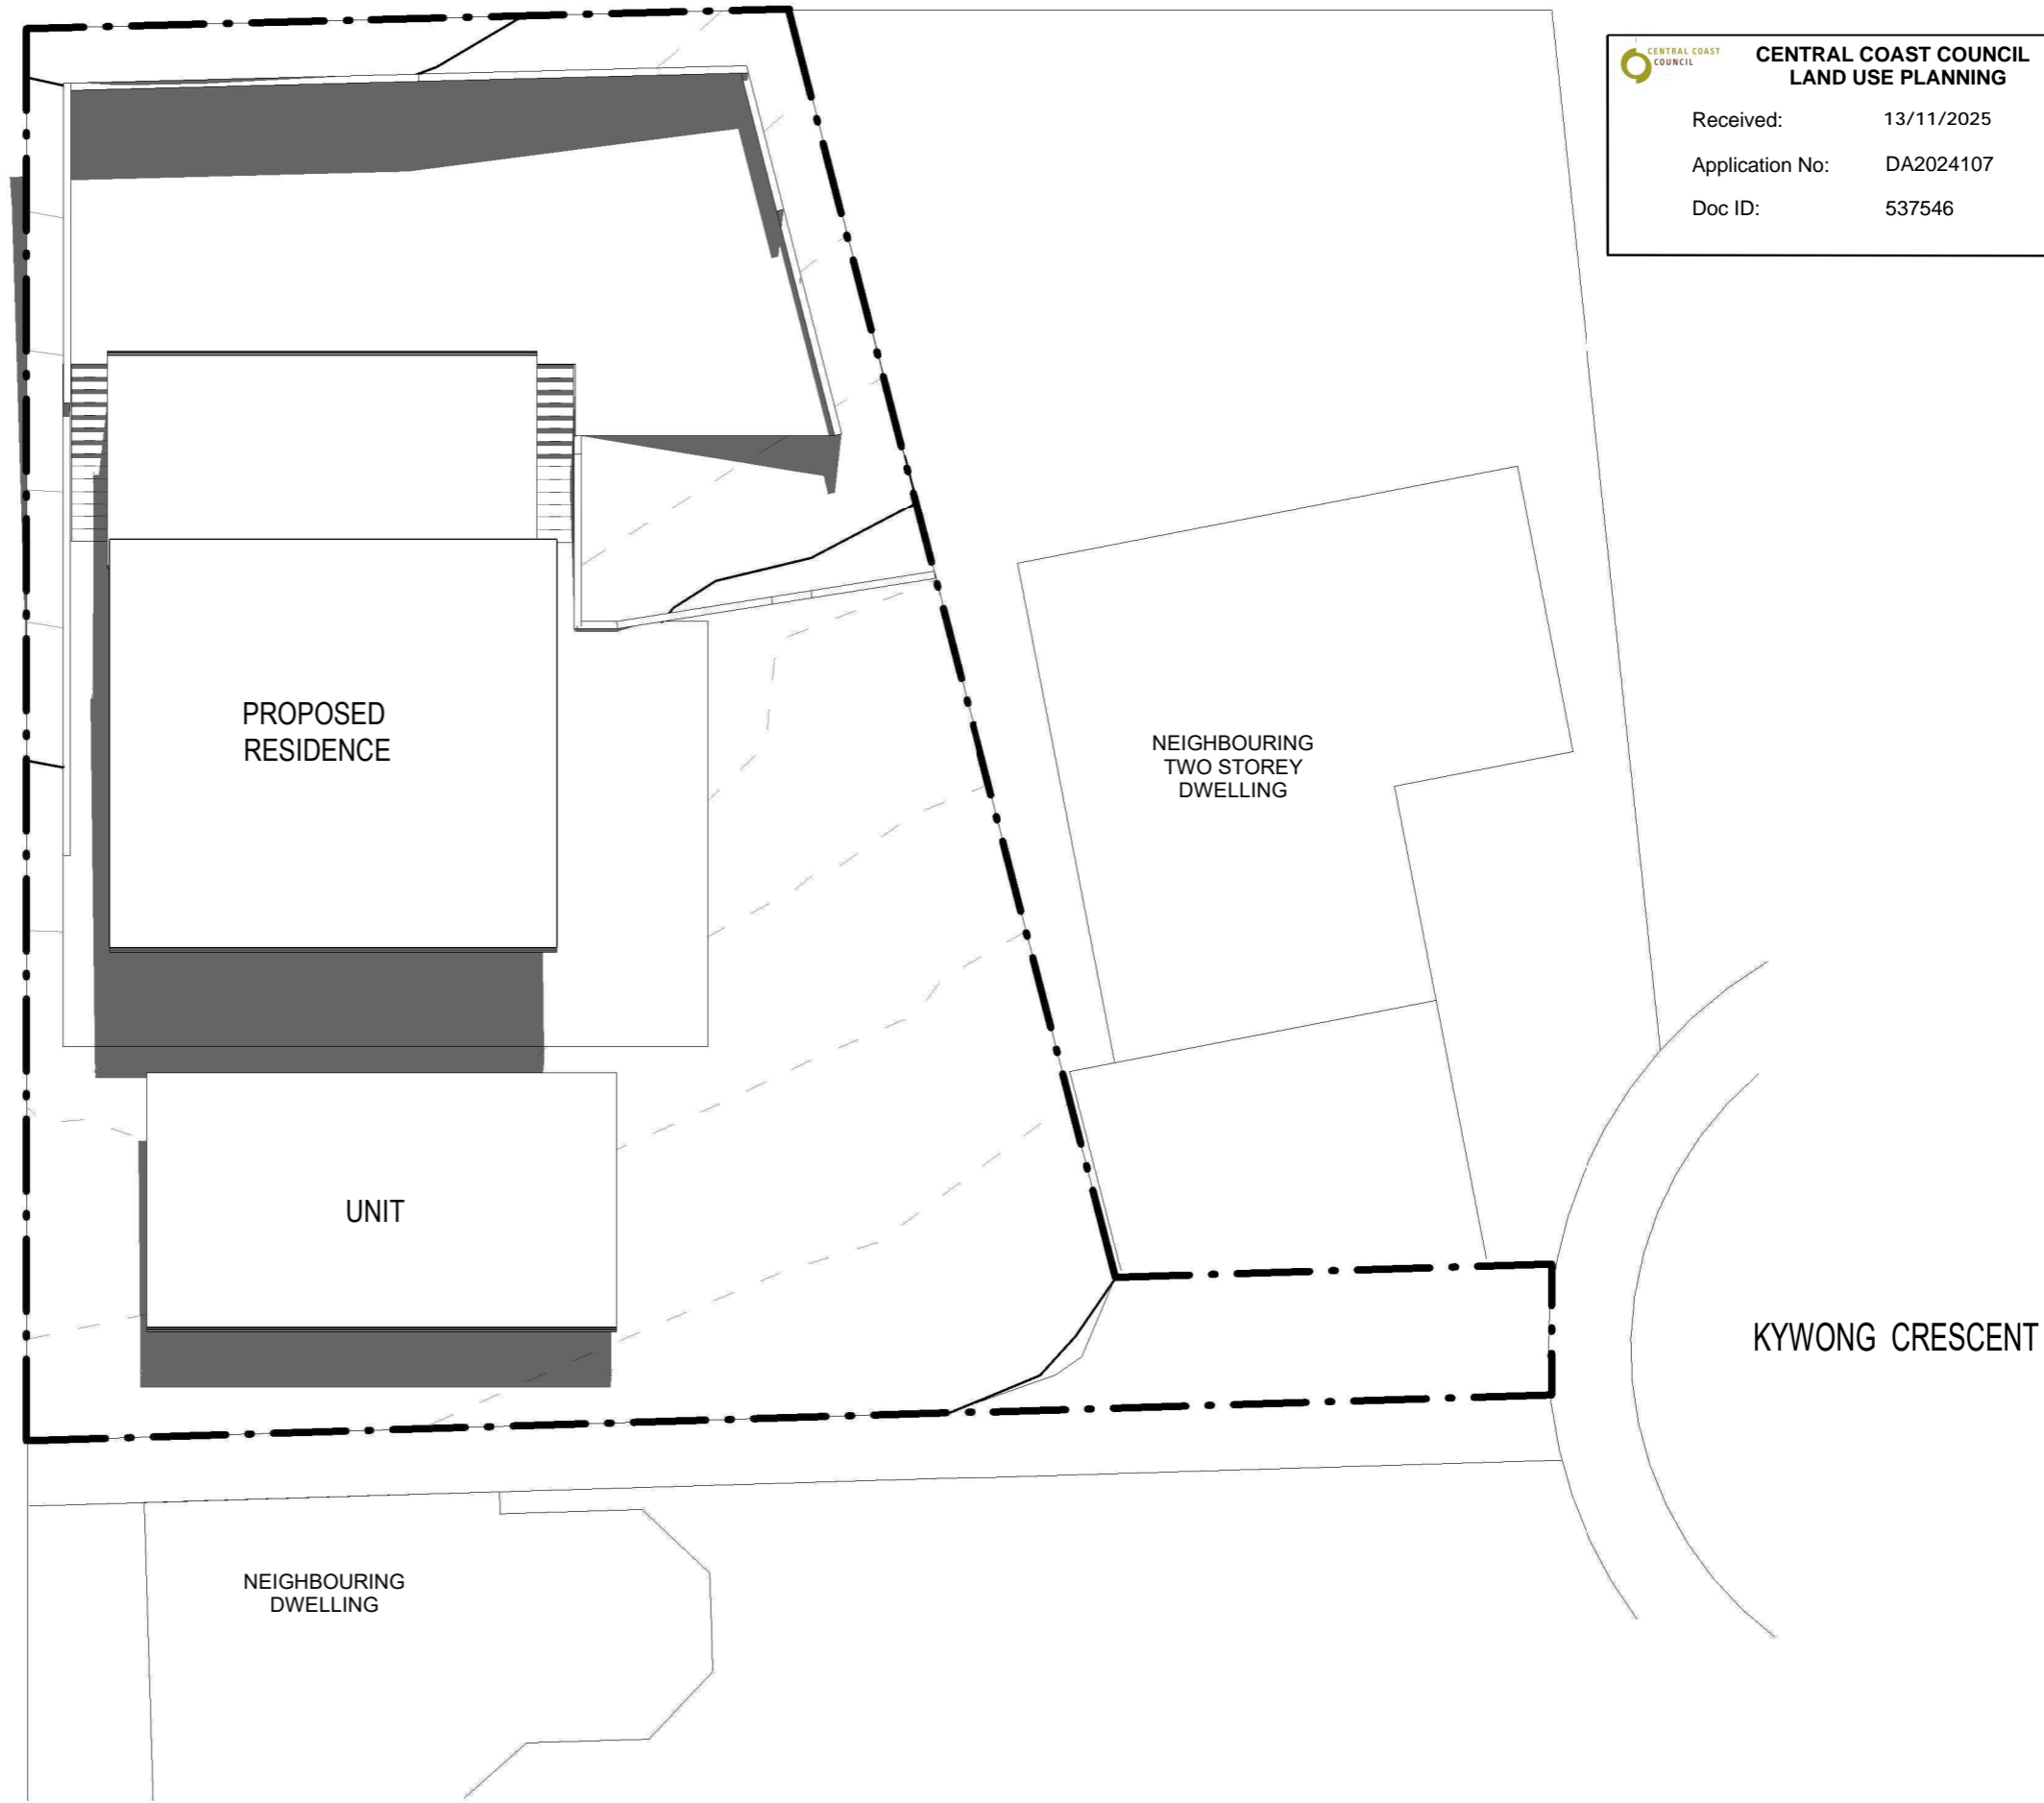 CENTRAL COAST
COUNCIL
CENTRAL COAST COUNCIL
LAND USE PLANNING
Received: 13/11/2025
Application No: DA2024107
Doc ID: 537546
PROPOSED
RESIDENCE
NEIGHBOURING
TWO STOREY
DWELLING
UNIT
KYWONG CRESCENT
NEIGHBOURING
DWELLING